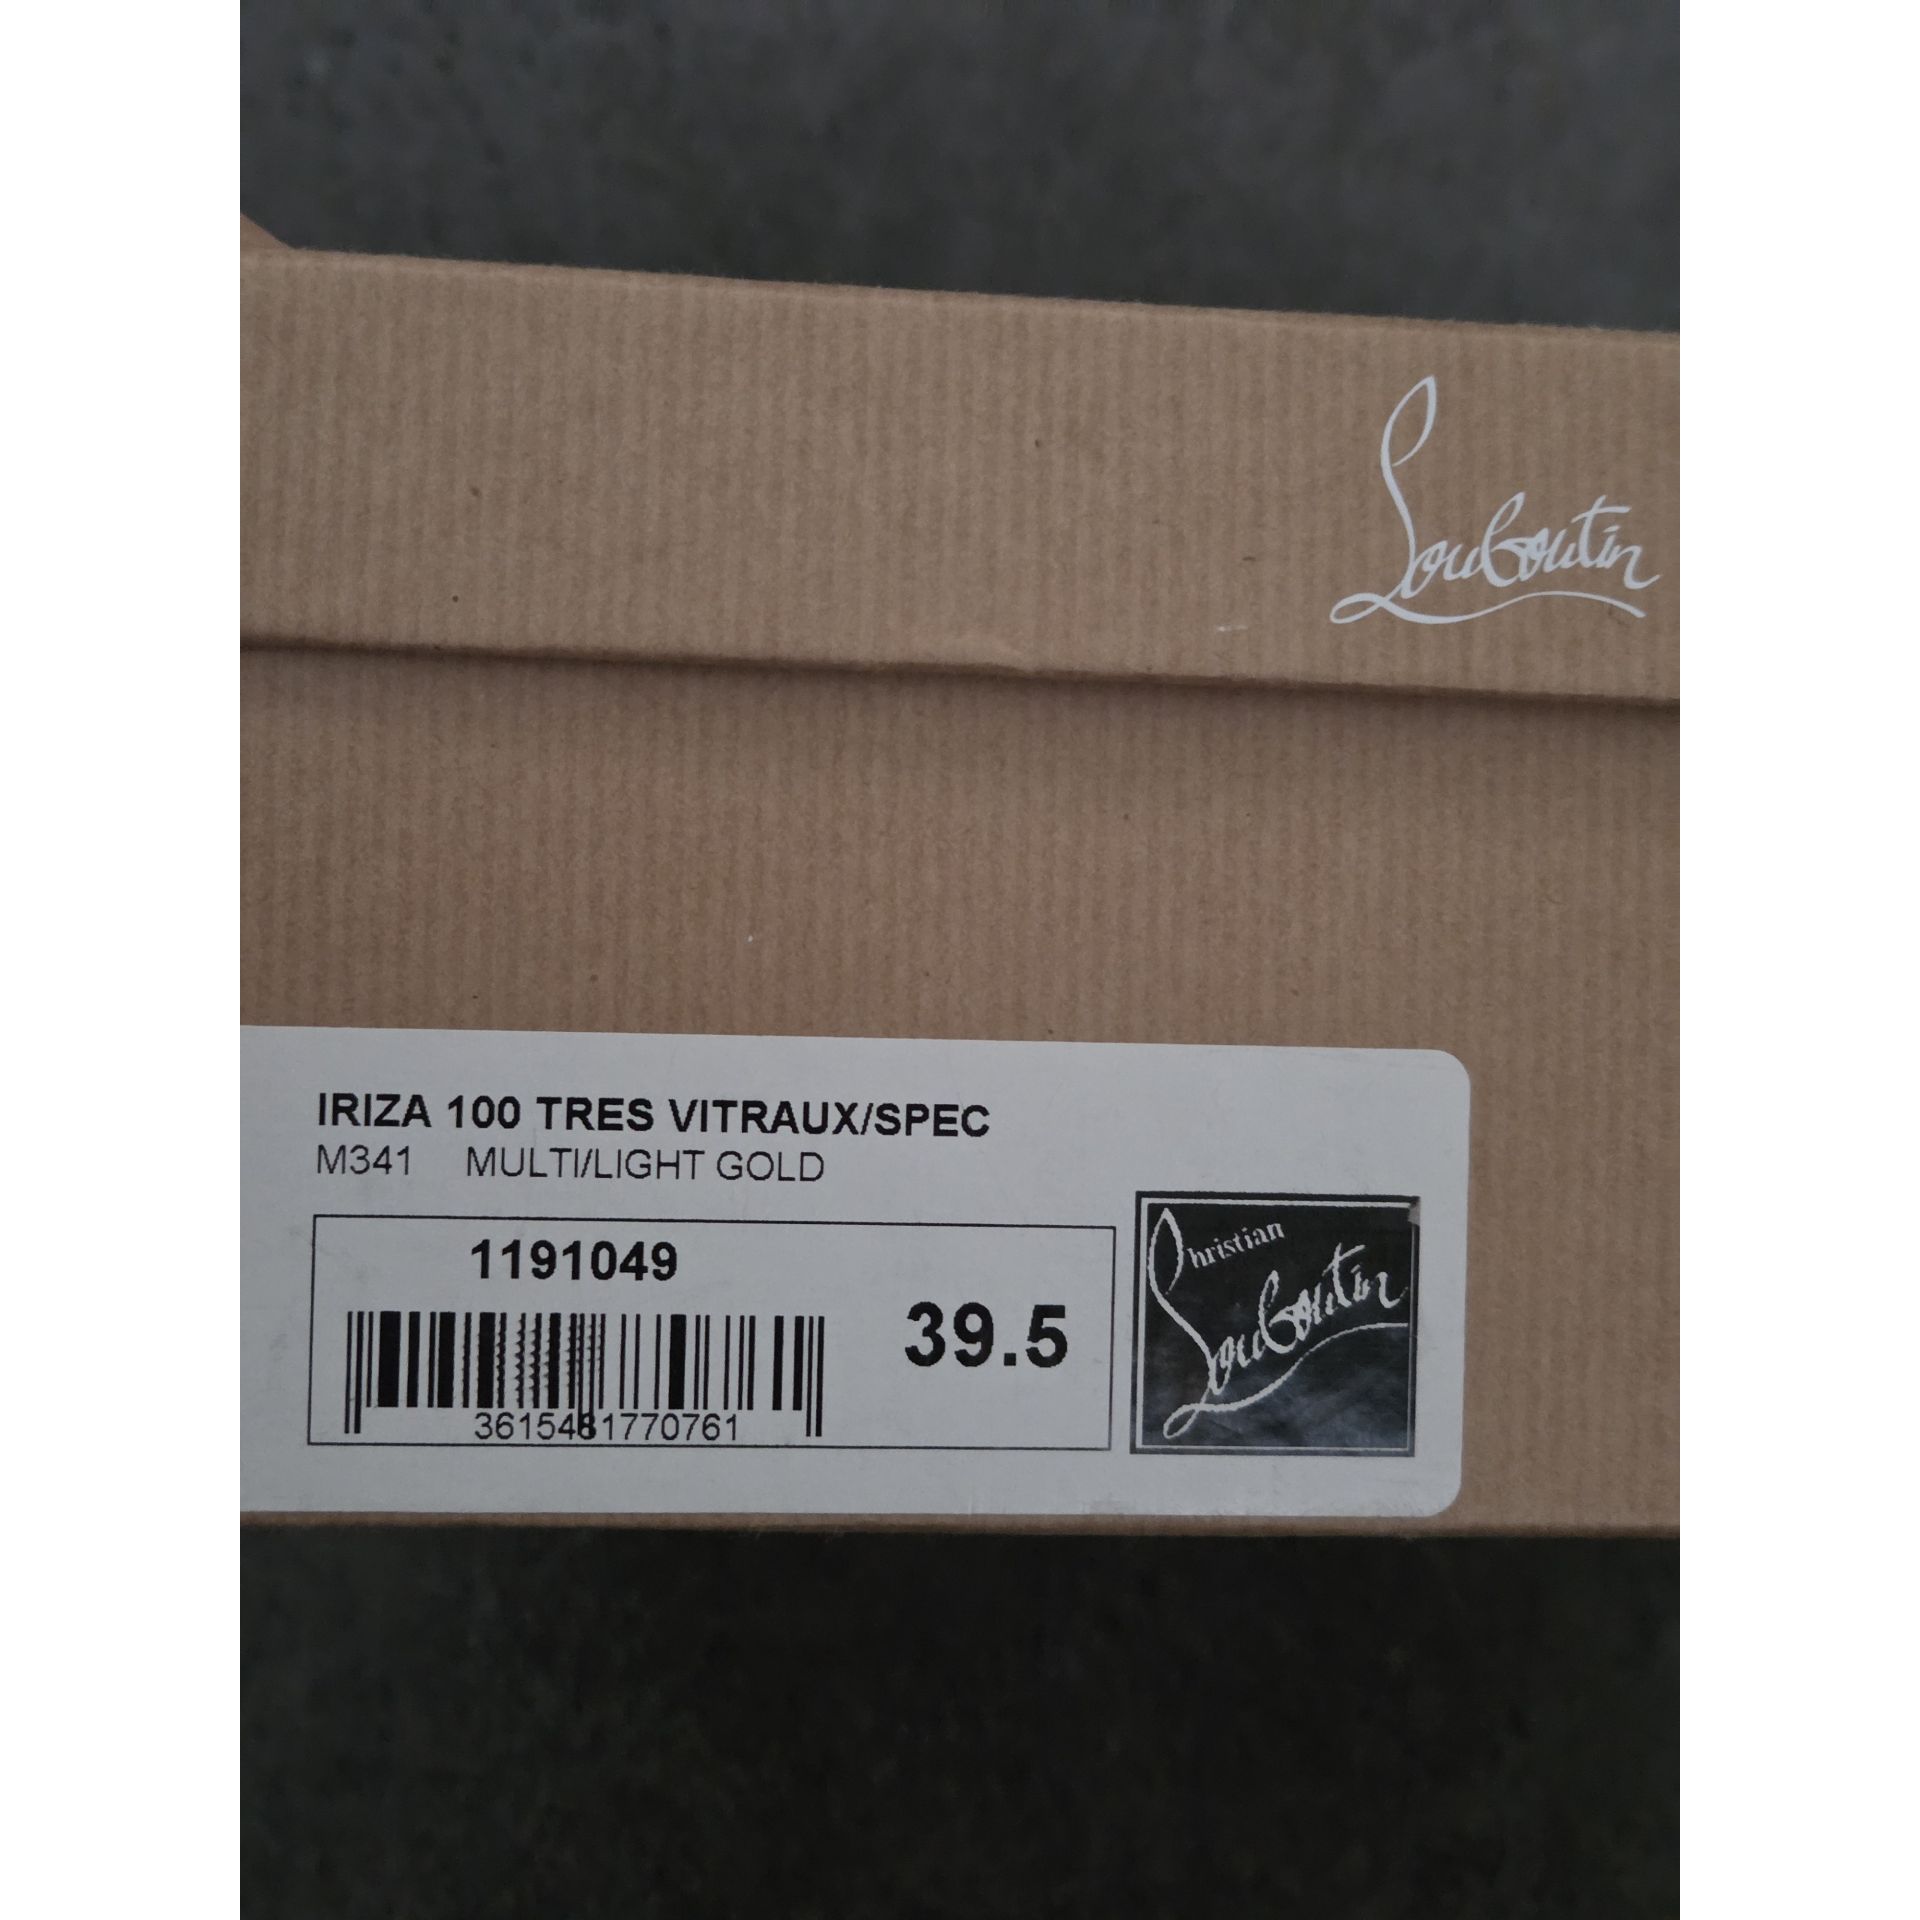 Louboutin
IRIZA 100 TRES VITRAUX/SPEC
M341 MULTI/LIGHT GOLD
1191049
39.5
3615481770761
Christian
Louboutin